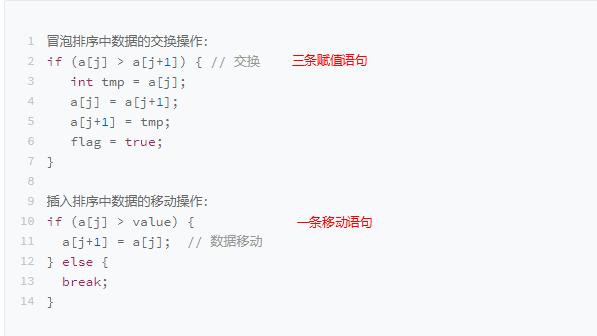 1 冒泡排序中数据的交换操作:
2 if (a[j] > a[j+1]) { // 交换 三条赋值语句
3    int tmp = a[j];
4    a[j] = a[j+1];
5    a[j+1] = tmp;
6    flag = true;
7 }
8
9 插入排序中数据的移动操作:
10 if (a[j] > value) { 一条移动语句
11   a[j+1] = a[j];  // 数据移动
12 } else {
13   break;
14 }